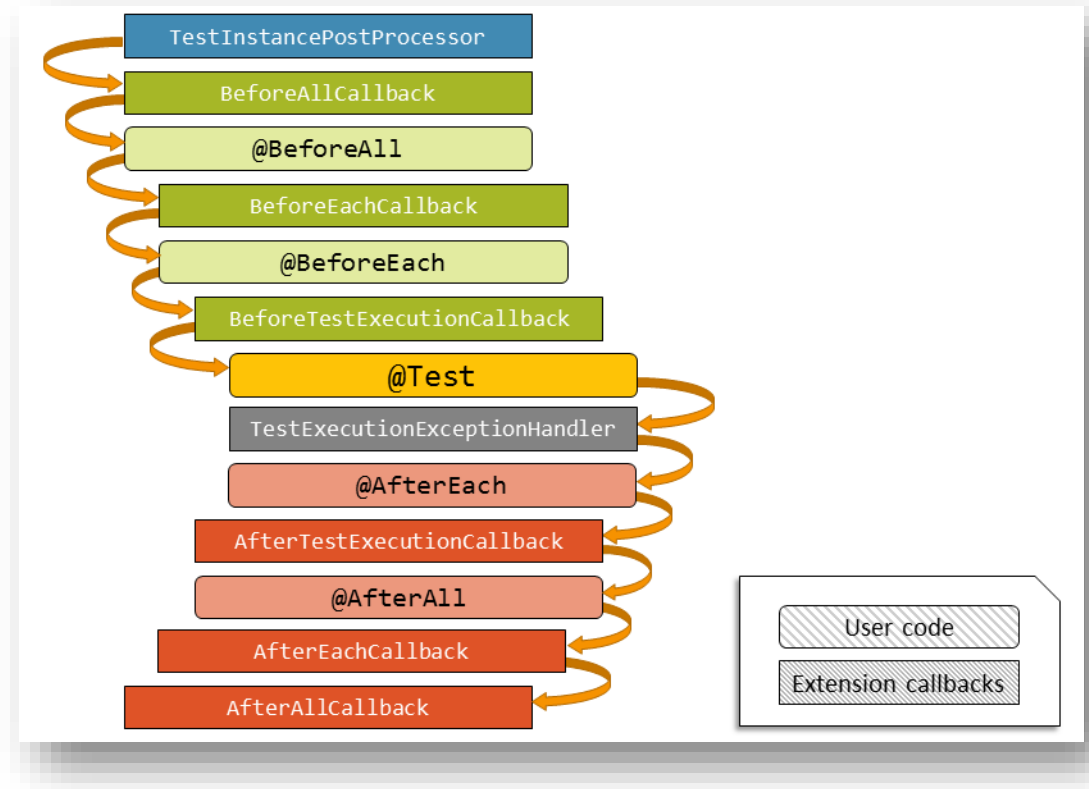 TestInstancePostProcessor
BeforeAllCallback
@BeforeAll
BeforeEachCallback
@BeforeEach
BeforeTestExecutionCallback
@Test
TestExecutionExceptionHandler
@AfterEach
AfterTestExecutionCallback
@AfterAll
AfterEachCallback
AfterAllCallback
User code
Extension callbacks